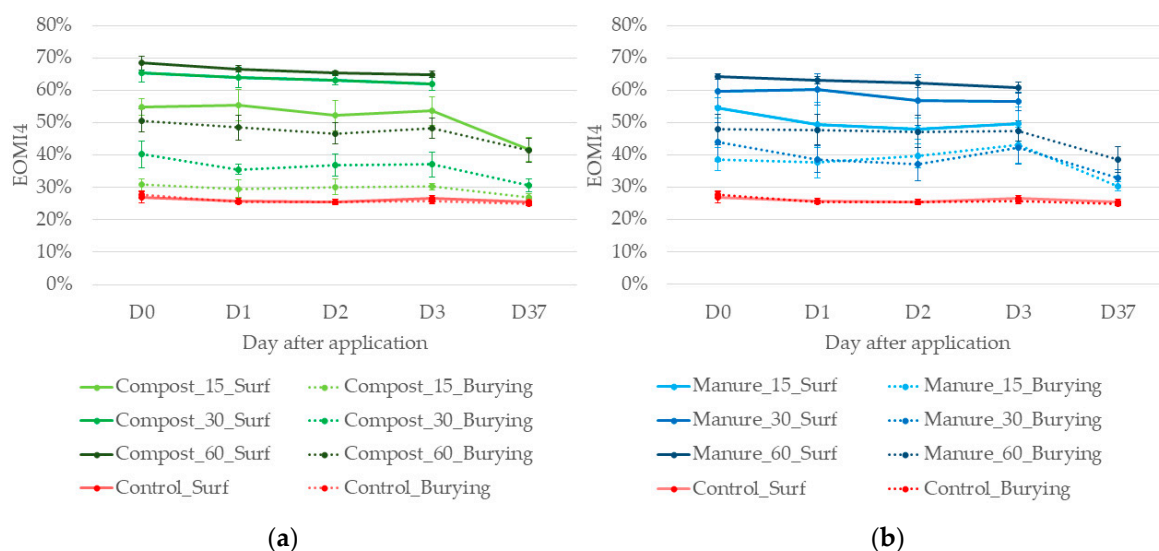 80%
70%
60%
50%
40%
30%
20%
10%
0%
EOMI4
D0 D1 D2 D3 D37
Day after application
Compost_15_Surf Compost_15_Burying
Compost_30_Surf Compost_30_Burying
Compost_60_Surf Compost_60_Burying
Control_Surf Control_Burying
(a)
80%
70%
60%
50%
40%
30%
20%
10%
0%
EOMI4
D0 D1 D2 D3 D37
Day after application
Manure_15_Surf Manure_15_Burying
Manure_30_Surf Manure_30_Burying
Manure_60_Surf Manure_60_Burying
Control_Surf Control_Burying
(b)